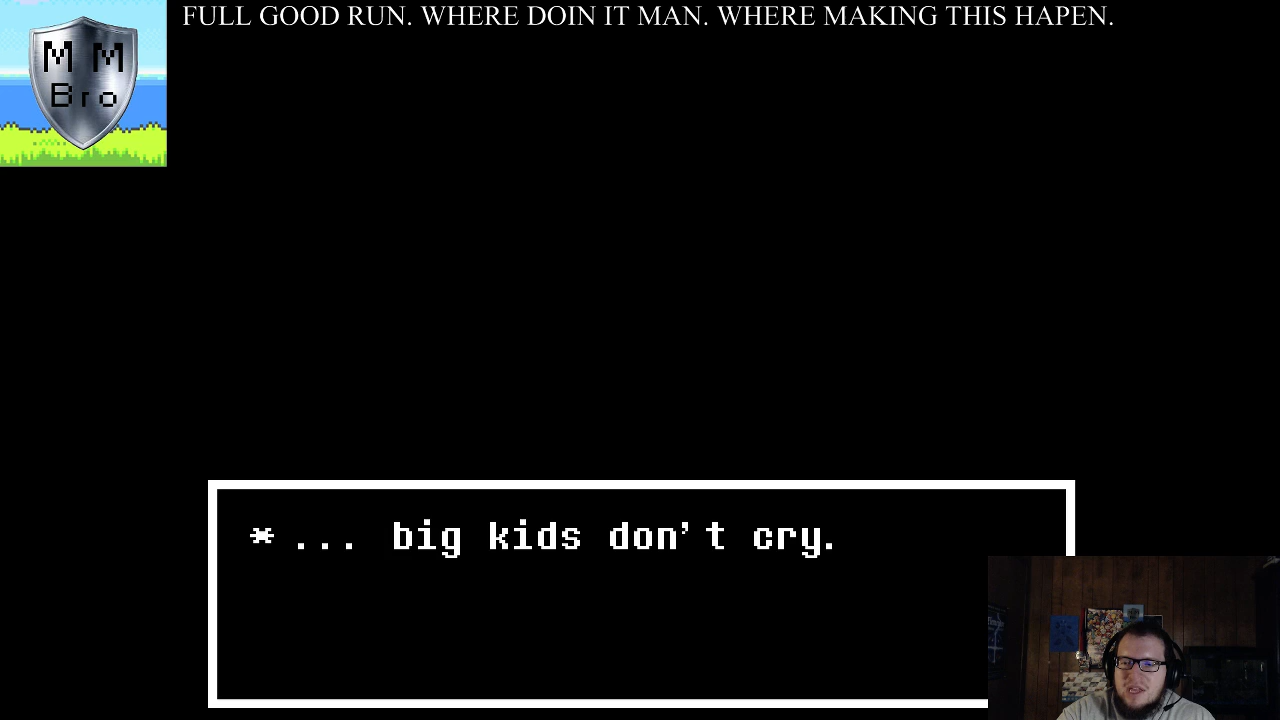 FULL GOOD RUN. WHERE DOIN IT MAN. WHERE MAKING THIS HAPEN.
M M
Bro
* ... big kids don't cry.